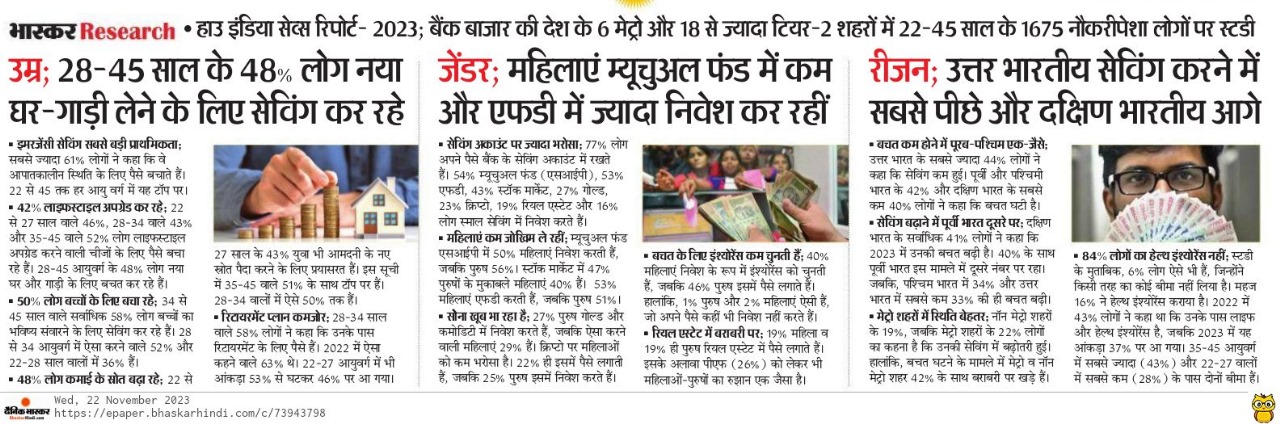 भास्कर Research • हाउ इंडिया सेव्स रिपोर्ट- 2023; बैंक बाजार की देश के 6 मेट्रो और 18 से ज्यादा टियर-2 शहरों में 22-45 साल के 1675 नौकरीपेशा लोगों पर स्टडी
उम्र; 28-45 साल के 48% लोग नया
घर-गाड़ी लेने के लिए सेविंग कर रहे
▪ इमरजेंसी सेविंग सबसे बड़ी प्राथमिकता;
सबसे ज्यादा 61% लोगों ने कहा कि वे
आपातकालीन स्थिति के लिए पैसे बचाते हैं।
22 से 45 तक हर आयु वर्ग में यह टॉप पर।
▪ 42% लाइफस्टाइल अपग्रेड कर रहे; 22
से 27 साल वाले 46%, 28-34 वाले 43%
और 35-45 वाले 52% लोग लाइफस्टाइल
अपग्रेड करने वाली चीजों के लिए पैसे बचा
रहे हैं। 28-45 आयुवर्ग के 48% लोग नया
घर और गाड़ी के लिए बचत कर रहे हैं।
▪ 50% लोग बच्चों के लिए बचा रहे; 34 से
45 साल वाले सर्वाधिक 58% लोग बच्चों का
भविष्य संवारने के लिए सेविंग कर रहे हैं। 28
से 34 आयुवर्ग में ऐसा करने वाले 52% और
22-28 साल वालों में 36% हैं।
▪ 48% लोग कमाई के स्रोत बढ़ा रहे; 22 से
27 साल के 43% युवा भी आमदनी के नए
स्रोत पैदा करने के लिए प्रयासरत हैं। इस सूची
में 35-45 वाले 51% के साथ टॉप पर हैं।
28-34 वालों में ऐसे 50% तक हैं।
▪ रिटायरमेंट प्लान कमजोर; 28-34 साल
वाले 58% लोगों ने कहा कि उनके पास
रिटायरमेंट के लिए पैसे हैं। 2022 में ऐसा
कहने वाले 63% थे। 22-27 आयुवर्ग में भी
आंकड़ा 53% से घटकर 46% पर आ गया।
जेंडर; महिलाएं म्यूचुअल फंड में कम
और एफडी में ज्यादा निवेश कर रहीं
▪ सेविंग अकाउंट पर ज्यादा भरोसा; 77% लोग
अपने पैसे बैंक के सेविंग अकाउंट में रखते
हैं। 54% म्यूचुअल फंड (एसआईपी), 53%
एफडी, 43% स्टॉक मार्केट, 27% गोल्ड,
23% क्रिप्टो, 19% रियल एस्टेट और 16%
लोग स्माल सेविंग में निवेश करते हैं।
▪ महिलाएं कम जोखिम ले रहीं; म्यूचुअल फंड
एसआईपी में 50% महिलाएं निवेश करती हैं,
जबकि पुरुष 56%। स्टॉक मार्केट में 47%
पुरुषों के मुकाबले महिलाएं 40% हैं। 53%
महिलाएं एफडी करती हैं, जबकि पुरुष 51%।
▪ सोना खूब भा रहा है; 27% पुरुष गोल्ड और
कमोडिटी में निवेश करते हैं, जबकि ऐसा करने
वाली महिलाएं 29% हैं। क्रिप्टो पर महिलाओं
को कम भरोसा है। 22% ही इसमें पैसे लगाती
हैं, जबकि 25% पुरुष इसमें निवेश करते हैं।
▪ बचत के लिए इंश्योरेंस कम चुनती हैं; 40%
महिलाएं निवेश के रूप में इंश्योरेंस को चुनती
हैं, जबकि 46% पुरुष इसमें पैसे लगाते हैं।
हालांकि, 1% पुरुष और 2% महिलाएं ऐसी हैं,
जो अपने पैसे कहीं भी निवेश नहीं करते हैं।
▪ रियल एस्टेट में बराबरी पर; 19% महिला व
19% ही पुरुष रियल एस्टेट में पैसे लगाते हैं।
इसके अलावा पीएफ (26%) को लेकर भी
महिलाओं-पुरुषों का रुझान एक जैसा है।
रीजन; उत्तर भारतीय सेविंग करने में
सबसे पीछे और दक्षिण भारतीय आगे
▪ बचत कम होने में पूरब-पश्चिम एक-जैसे;
उत्तर भारत के सबसे ज्यादा 44% लोगों ने
कहा कि सेविंग कम हुई। पूर्वी और पश्चिमी
भारत के 42% और दक्षिण भारत के सबसे
कम 40% लोगों ने कहा कि बचत घटी है।
▪ सेविंग बढ़ाने में पूर्वी भारत दूसरे पर; दक्षिण
भारत के सर्वाधिक 41% लोगों ने कहा कि
2023 में उनकी बचत बढ़ी है। 40% के साथ
पूर्वी भारत इस मामले में दूसरे नंबर पर रहा।
जबकि, पश्चिम भारत में 34% और उत्तर
भारत में सबसे कम 33% की ही बचत बढ़ी।
▪ मेट्रो शहरों में स्थिति बेहतर; नॉन मेट्रो शहरों
के 19%, जबकि मेट्रो शहरों के 22% लोगों
का कहना है कि उनकी सेविंग में बढ़ोतरी हुई।
हालांकि, बचत घटने के मामले में मेट्रो व नॉन
मेट्रो शहर 42% के साथ बराबरी पर खड़े हैं।
▪ 84% लोगों का हेल्थ इंश्योरेंस नहीं; स्टडी
के मुताबिक, 6% लोग ऐसे भी हैं, जिन्होंने
किसी तरह का कोई बीमा नहीं लिया है। महज
16% ने हेल्थ इंश्योरेंस कराया है। 2022 में
43% लोगों ने कहा था कि उनके पास लाइफ
और हेल्थ इंश्योरेंस है, जबकि 2023 में यह
आंकड़ा 37% पर आ गया। 35-45 आयुवर्ग
में सबसे ज्यादा (43%) और 22-27 वालों
में सबसे कम (28%) के पास दोनों बीमा हैं।
दैनिक भास्कर
Wed, 22 November 2023
https://epaper.bhaskarhindi.com/c/73943798